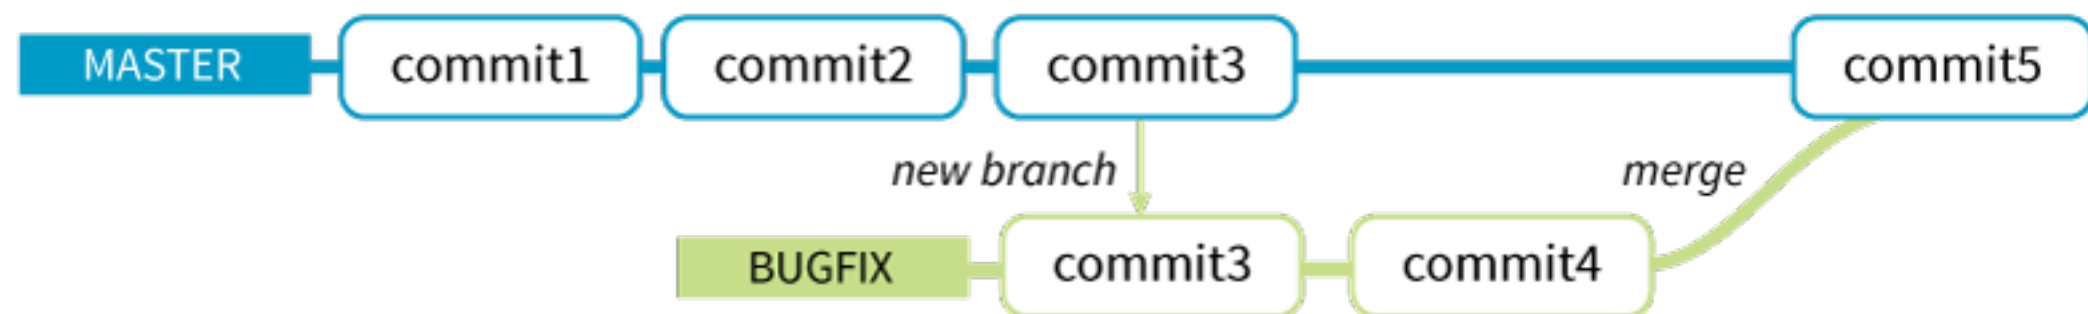 MASTER commit1 commit2 commit3 commit5
new branch merge
BUGFIX commit3 commit4